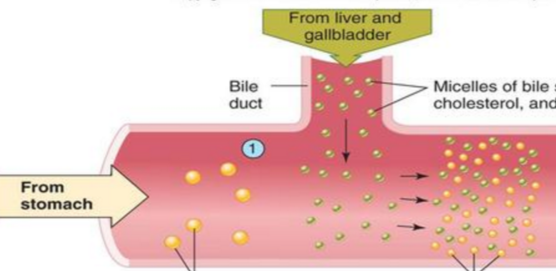 From liver and
gallbladder
Bile
duct
Micelles of bile
cholesterol, and
1
From
stomach